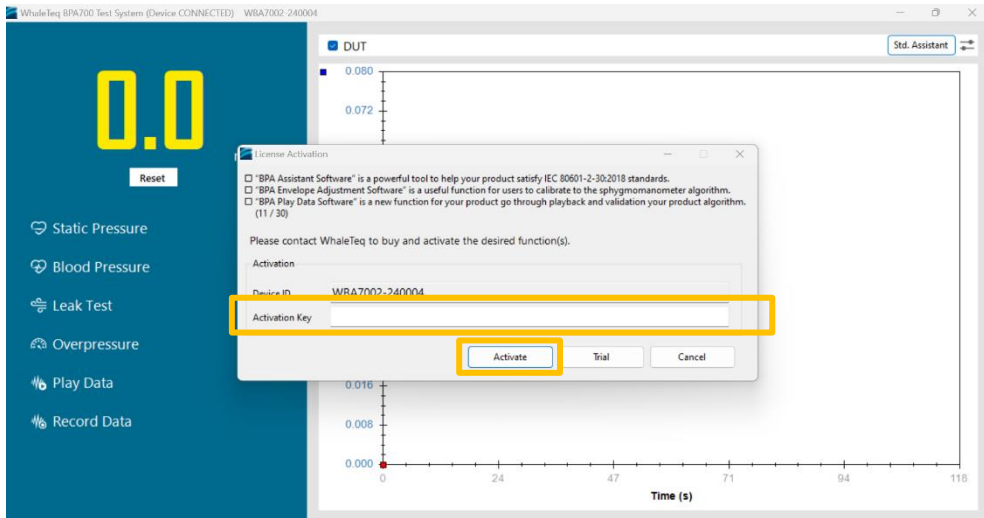 WhaleTeq BPA700 Test System (Device CONNECTED) WBA7002-240004
DUT
Std. Assistant
0.0
Reset
Static Pressure
Blood Pressure
Leak Test
Overpressure
Play Data
Record Data
0.080
0.072
License Activation
"BPA Assistant Software" is a powerful tool to help your product satisfy IEC 80601-2-30:2018 standards.
"BPA Envelope Adjustment Software" is a useful function for users to calibrate to the sphygmomanometer algorithm.
"BPA Play Data Software" is a new function for your product go through playback and validation your product algorithm.
(11 / 30)
Please contact WhaleTeq to buy and activate the desired function(s).
Activation
Device ID WBA7002-240004
Activation Key
Activate Trial Cancel
0.016
0.008
0.000
0 24 47 71 94 118
Time (s)